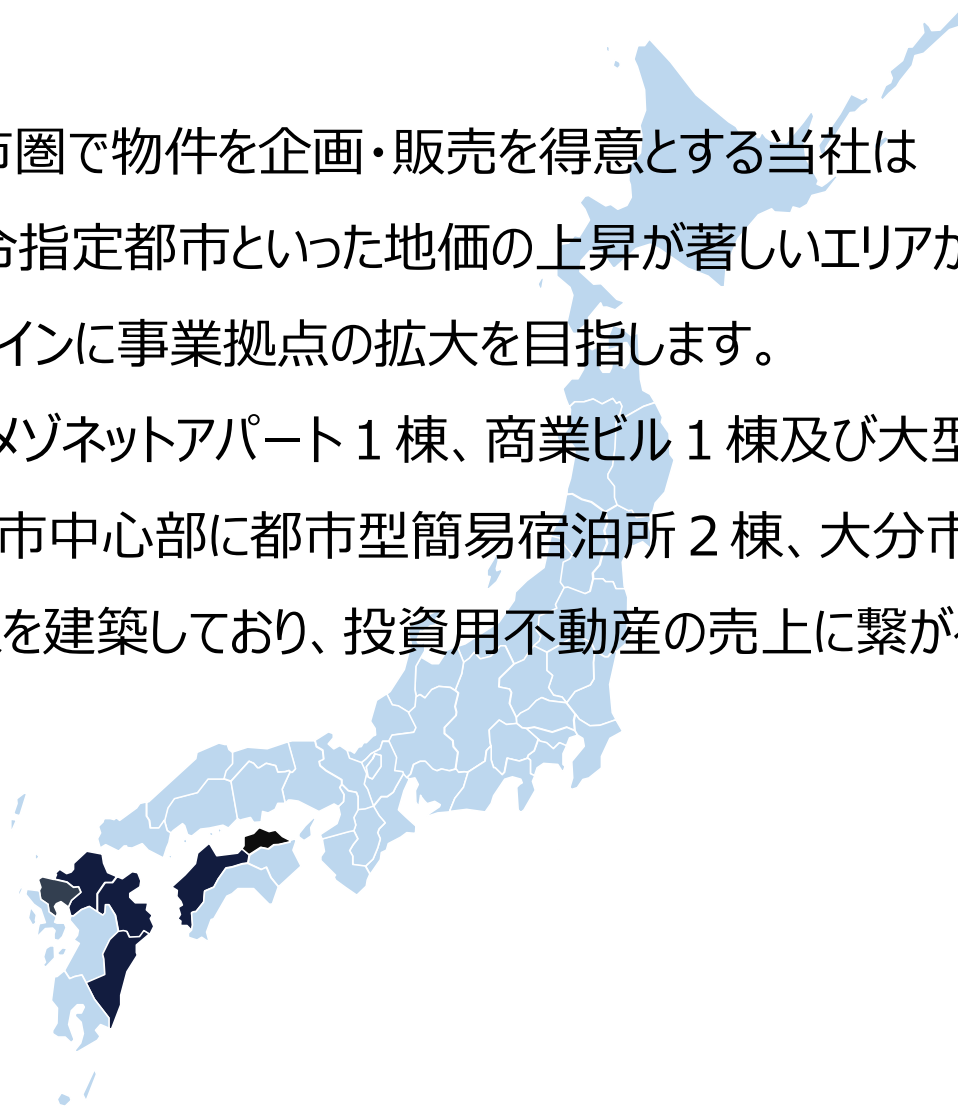 市圏で物件を企画・販売を得意とする当社は
令指定都市といった地価の上昇が著しいエリアか
インに事業拠点の拡大を目指します。
メゾネットアパート１棟、商業ビル１棟及び大型
市中心部に都市型簡易宿泊所２棟、大分市
を建築しており、投資用不動産の売上に繋が